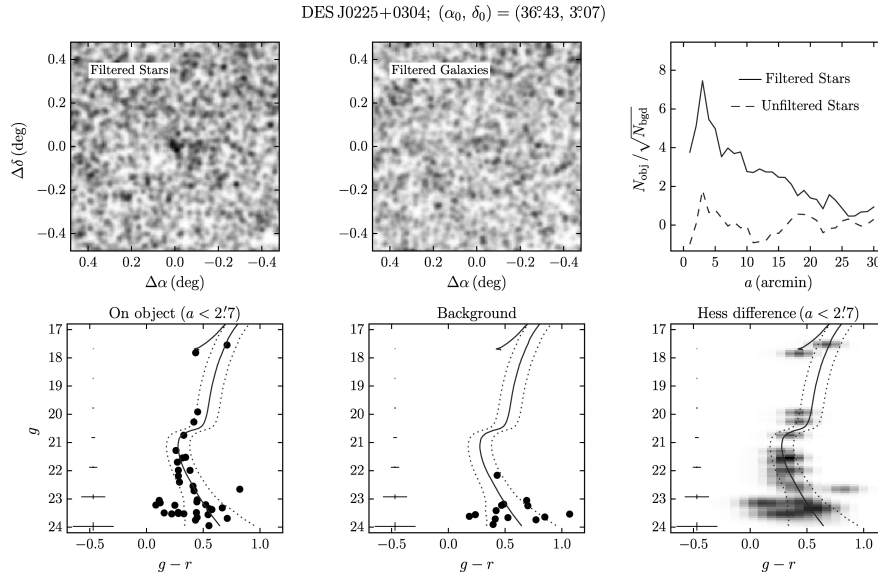 DES J0225+0304; (α₀, δ₀) = (36°.43, 3°.07)
Filtered Stars
Δδ (deg)
0.4
0.2
0.0
−0.2
−0.4
0.4 0.2 0.0 −0.2 −0.4
Δα (deg)
Filtered Galaxies
0.4
0.2
0.0
−0.2
−0.4
0.4 0.2 0.0 −0.2 −0.4
Δα (deg)
N_obj / √N_bgd
8
6
4
2
0
Filtered Stars
Unfiltered Stars
0 5 10 15 20 25 30
a (arcmin)
On object (a < 2′.7)
g
17
18
19
20
21
22
23
24
−0.5 0.0 0.5 1.0
g − r
Background
17
18
19
20
21
22
23
24
−0.5 0.0 0.5 1.0
g − r
Hess difference (a < 2′.7)
17
18
19
20
21
22
23
24
−0.5 0.0 0.5 1.0
g − r